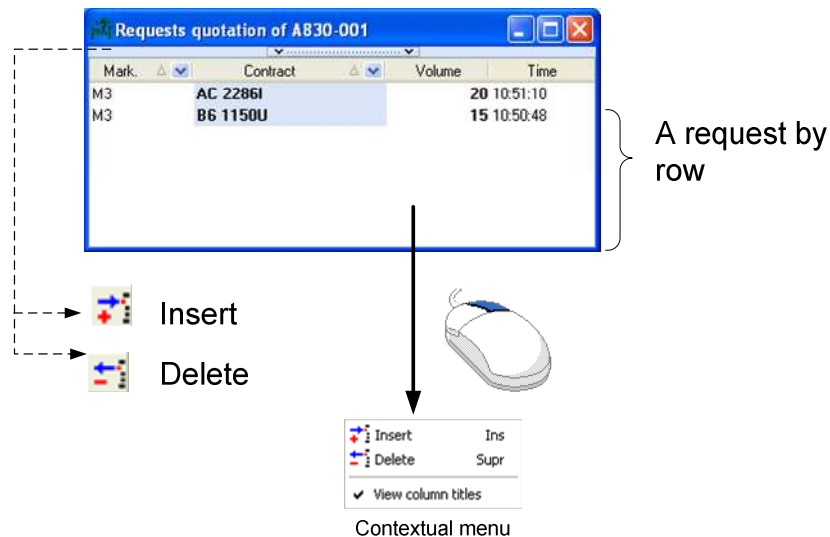 Requests quotation of A830-001
Mark. Contract Volume Time
M3 AC 2286I 20 10:51:10
M3 B6 1150U 15 10:50:48
A request by
row
Insert
Delete
Insert Ins
Delete Supr
View column titles
Contextual menu